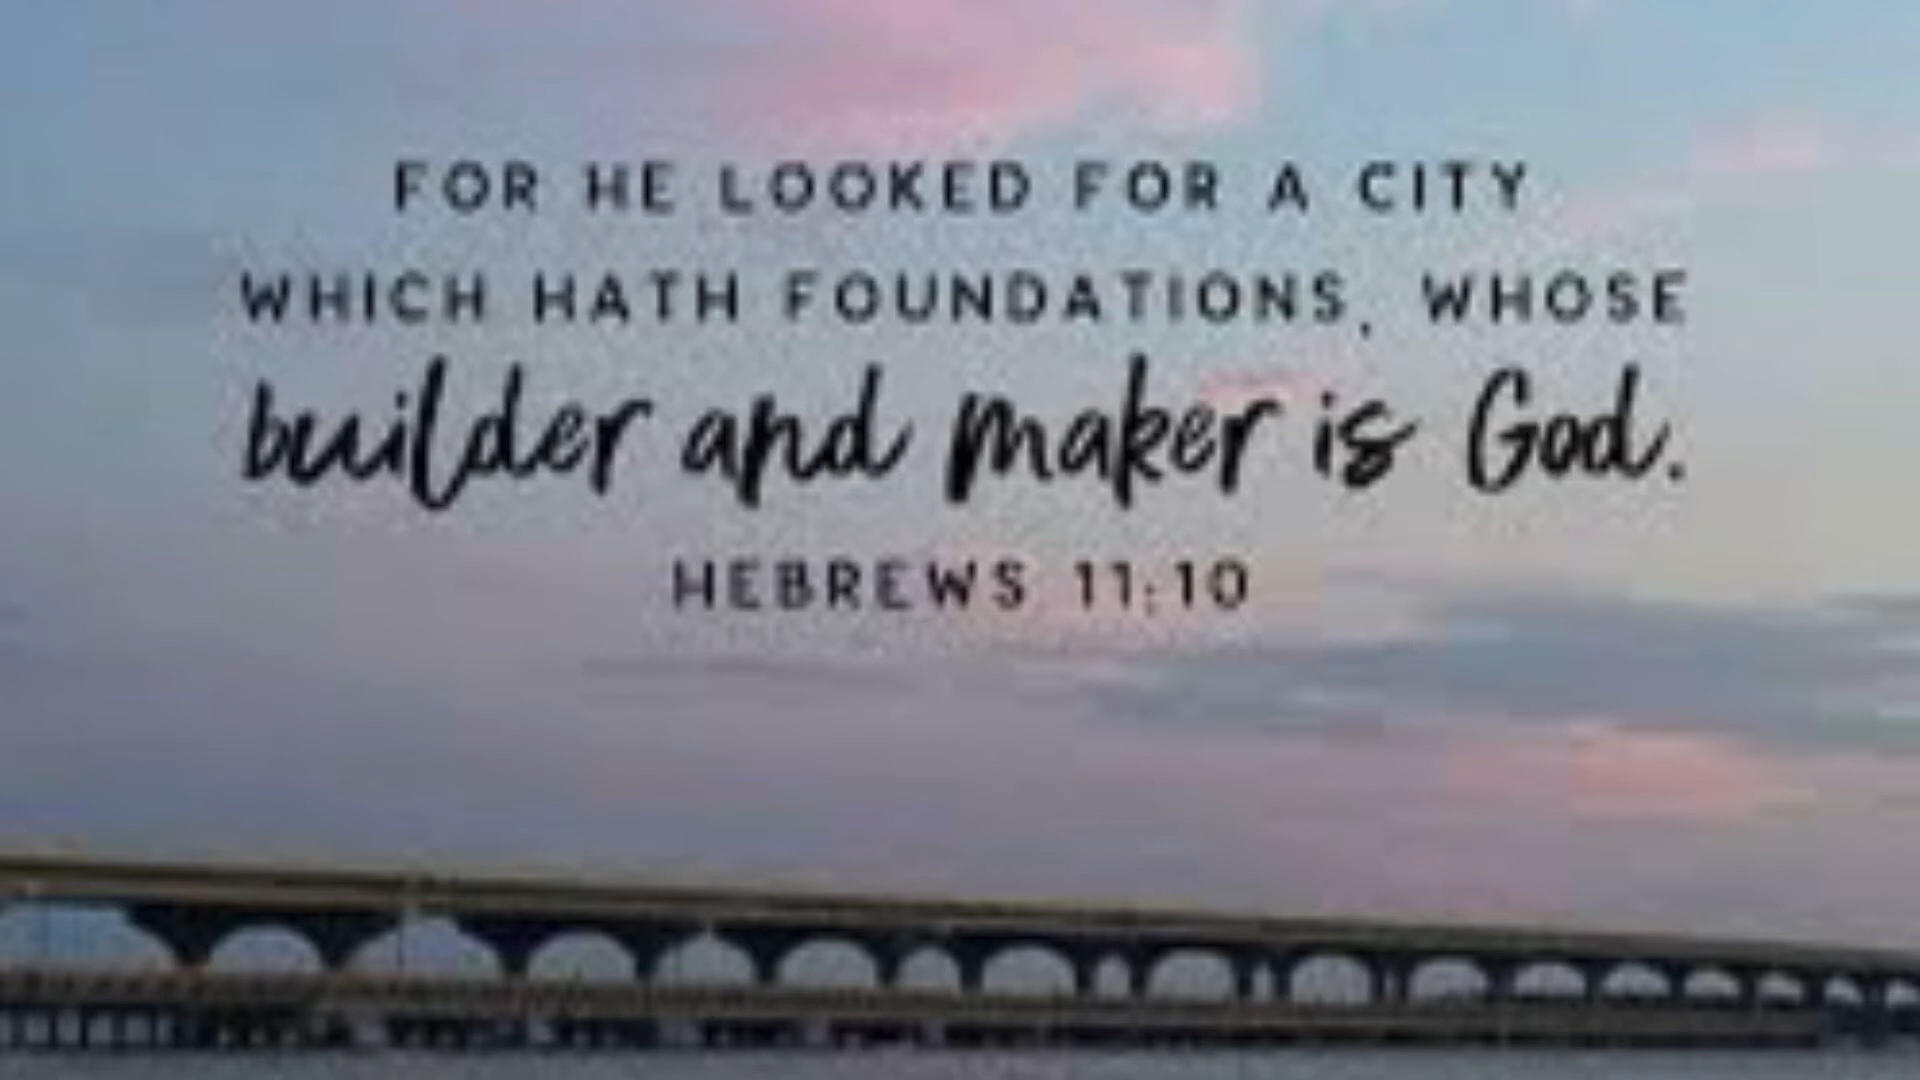 FOR HE LOOKED FOR A CITY
WHICH HATH FOUNDATIONS, WHOSE
builder and maker is God.
HEBREWS 11:10